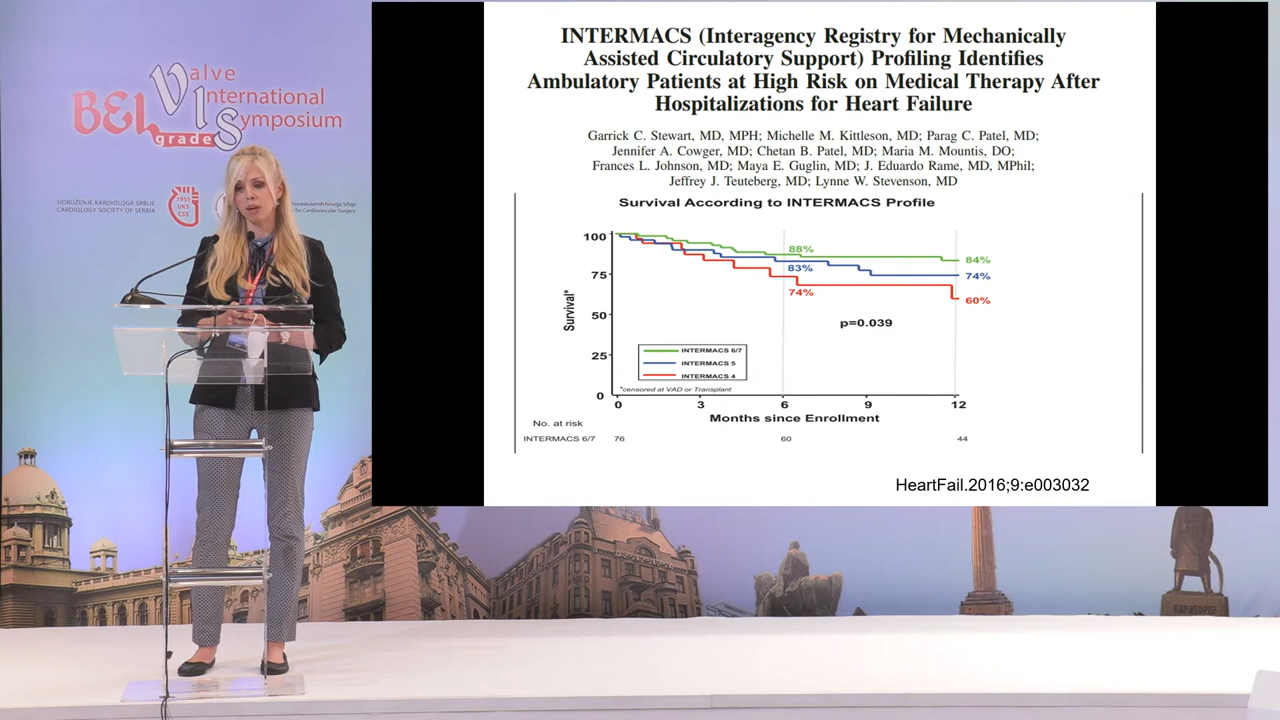 Valve
BEL International
grade Symposium
UDRUŽENJE KARDIOLOGA SRBIJE
CARDIOLOGY SOCIETY OF SERBIA
1953
UKS
CSS
for Cardiovascular Surgery
INTERMACS (Interagency Registry for Mechanically
Assisted Circulatory Support) Profiling Identifies
Ambulatory Patients at High Risk on Medical Therapy After
Hospitalizations for Heart Failure
Garrick C. Stewart, MD, MPH; Michelle M. Kittleson, MD; Parag C. Patel, MD;
Jennifer A. Cowger, MD; Chetan B. Patel, MD; Maria M. Mountis, DO;
Frances L. Johnson, MD; Maya E. Guglin, MD; J. Eduardo Rame, MD, MPhil;
Jeffrey J. Teuteberg, MD; Lynne W. Stevenson, MD
Survival According to INTERMACS Profile
Survival*
100
75
50
25
0
88%
83%
74%
84%
74%
60%
p=0.039
INTERMACS 6/7
INTERMACS 5
INTERMACS 4
*censored at VAD or Transplant
0 3 6 9 12
Months since Enrollment
No. at risk
INTERMACS 6/7 76 60 44
HeartFail.2016;9:e003032